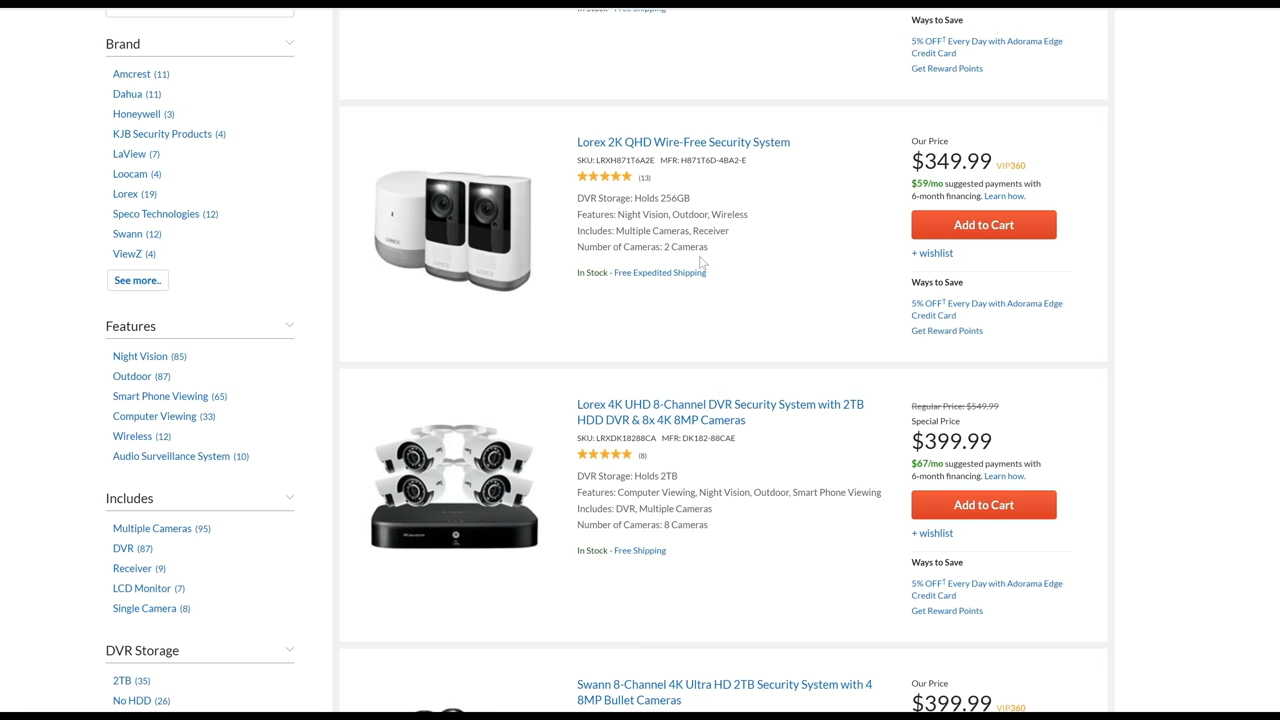 Brand
Amcrest (11)
Dahua (11)
Honeywell (3)
KJB Security Products (4)
LaView (7)
Loocam (4)
Lorex (19)
Speco Technologies (12)
Swann (12)
ViewZ (4)
See more..
Features
Night Vision (85)
Outdoor (87)
Smart Phone Viewing (65)
Computer Viewing (33)
Wireless (12)
Audio Surveillance System (10)
Includes
Multiple Cameras (95)
DVR (87)
Receiver (9)
LCD Monitor (7)
Single Camera (8)
DVR Storage
2TB (35)
No HDD (26)
In Stock - Free Shipping
Ways to Save
5% OFF† Every Day with Adorama Edge
Credit Card
Get Reward Points
Lorex 2K QHD Wire-Free Security System
SKU: LRXH871T6A2E MFR: H871T6D-4BA2-E
(13)
DVR Storage: Holds 256GB
Features: Night Vision, Outdoor, Wireless
Includes: Multiple Cameras, Receiver
Number of Cameras: 2 Cameras
In Stock - Free Expedited Shipping
Our Price
$349.99 VIP360
$59/mo suggested payments with
6-month financing. Learn how.
Add to Cart
+ wishlist
Ways to Save
5% OFF† Every Day with Adorama Edge
Credit Card
Get Reward Points
Lorex 4K UHD 8-Channel DVR Security System with 2TB
HDD DVR & 8x 4K 8MP Cameras
SKU: LRXDK18288CA MFR: DK182-88CAE
(8)
DVR Storage: Holds 2TB
Features: Computer Viewing, Night Vision, Outdoor, Smart Phone Viewing
Includes: DVR, Multiple Cameras
Number of Cameras: 8 Cameras
In Stock - Free Shipping
Regular Price: $549.99
Special Price
$399.99
$67/mo suggested payments with
6-month financing. Learn how.
Add to Cart
+ wishlist
Ways to Save
5% OFF† Every Day with Adorama Edge
Credit Card
Get Reward Points
Swann 8-Channel 4K Ultra HD 2TB Security System with 4
8MP Bullet Cameras
Our Price
$399.99 VIP360